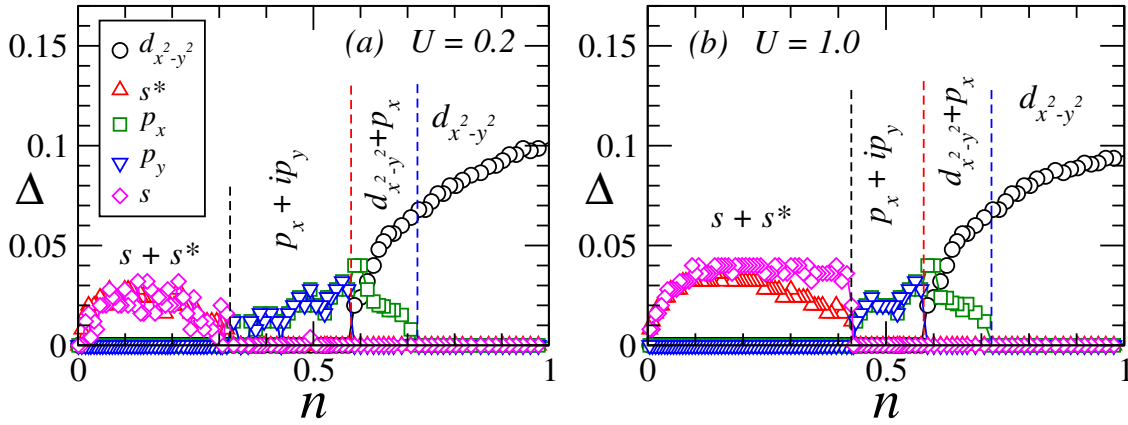 (a) U = 0.2
0.15
0.1
0.05
0
Δ
d_{x²-y²}
s*
p_x
p_y
s
s + s*
p_x + ip_y
d_{x²-y²}+p_x
d_{x²-y²}
0 0.5 1
n
(b) U = 1.0
0.15
0.1
0.05
0
Δ
s + s*
p_x + ip_y
d_{x²-y²}+p_x
d_{x²-y²}
0 0.5 1
n